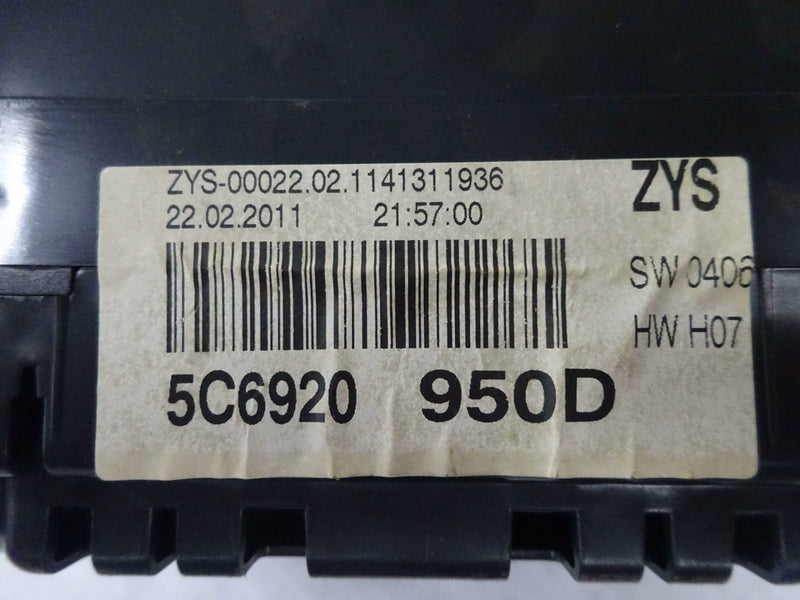 ZYS-00022.02.1141311936
ZYS
22.02.2011 21:57:00
SW 0406
HW H07
5C6920 950D